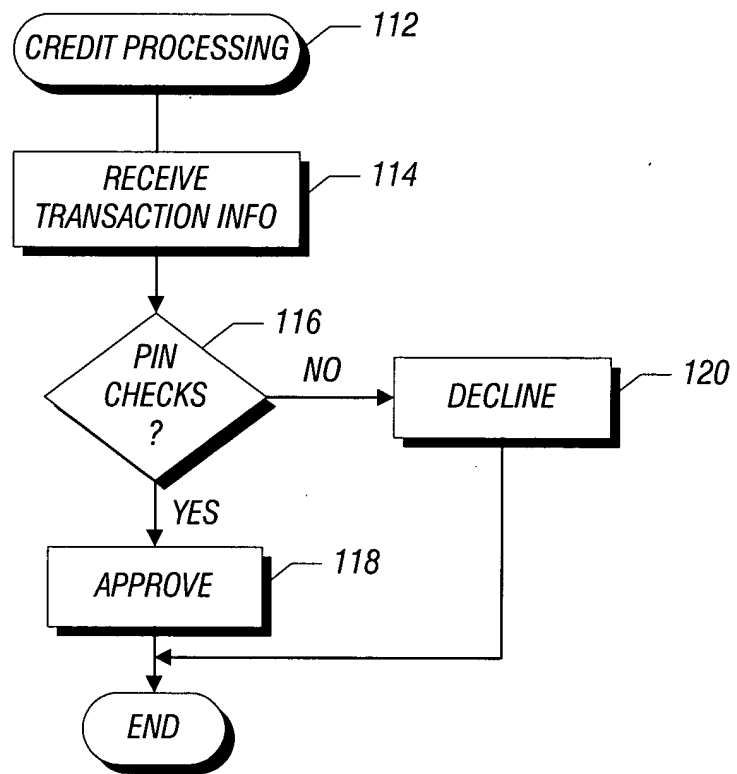 CREDIT PROCESSING
112
RECEIVE
TRANSACTION INFO
114
116
PIN
CHECKS
?
NO
DECLINE
120
YES
APPROVE
118
END